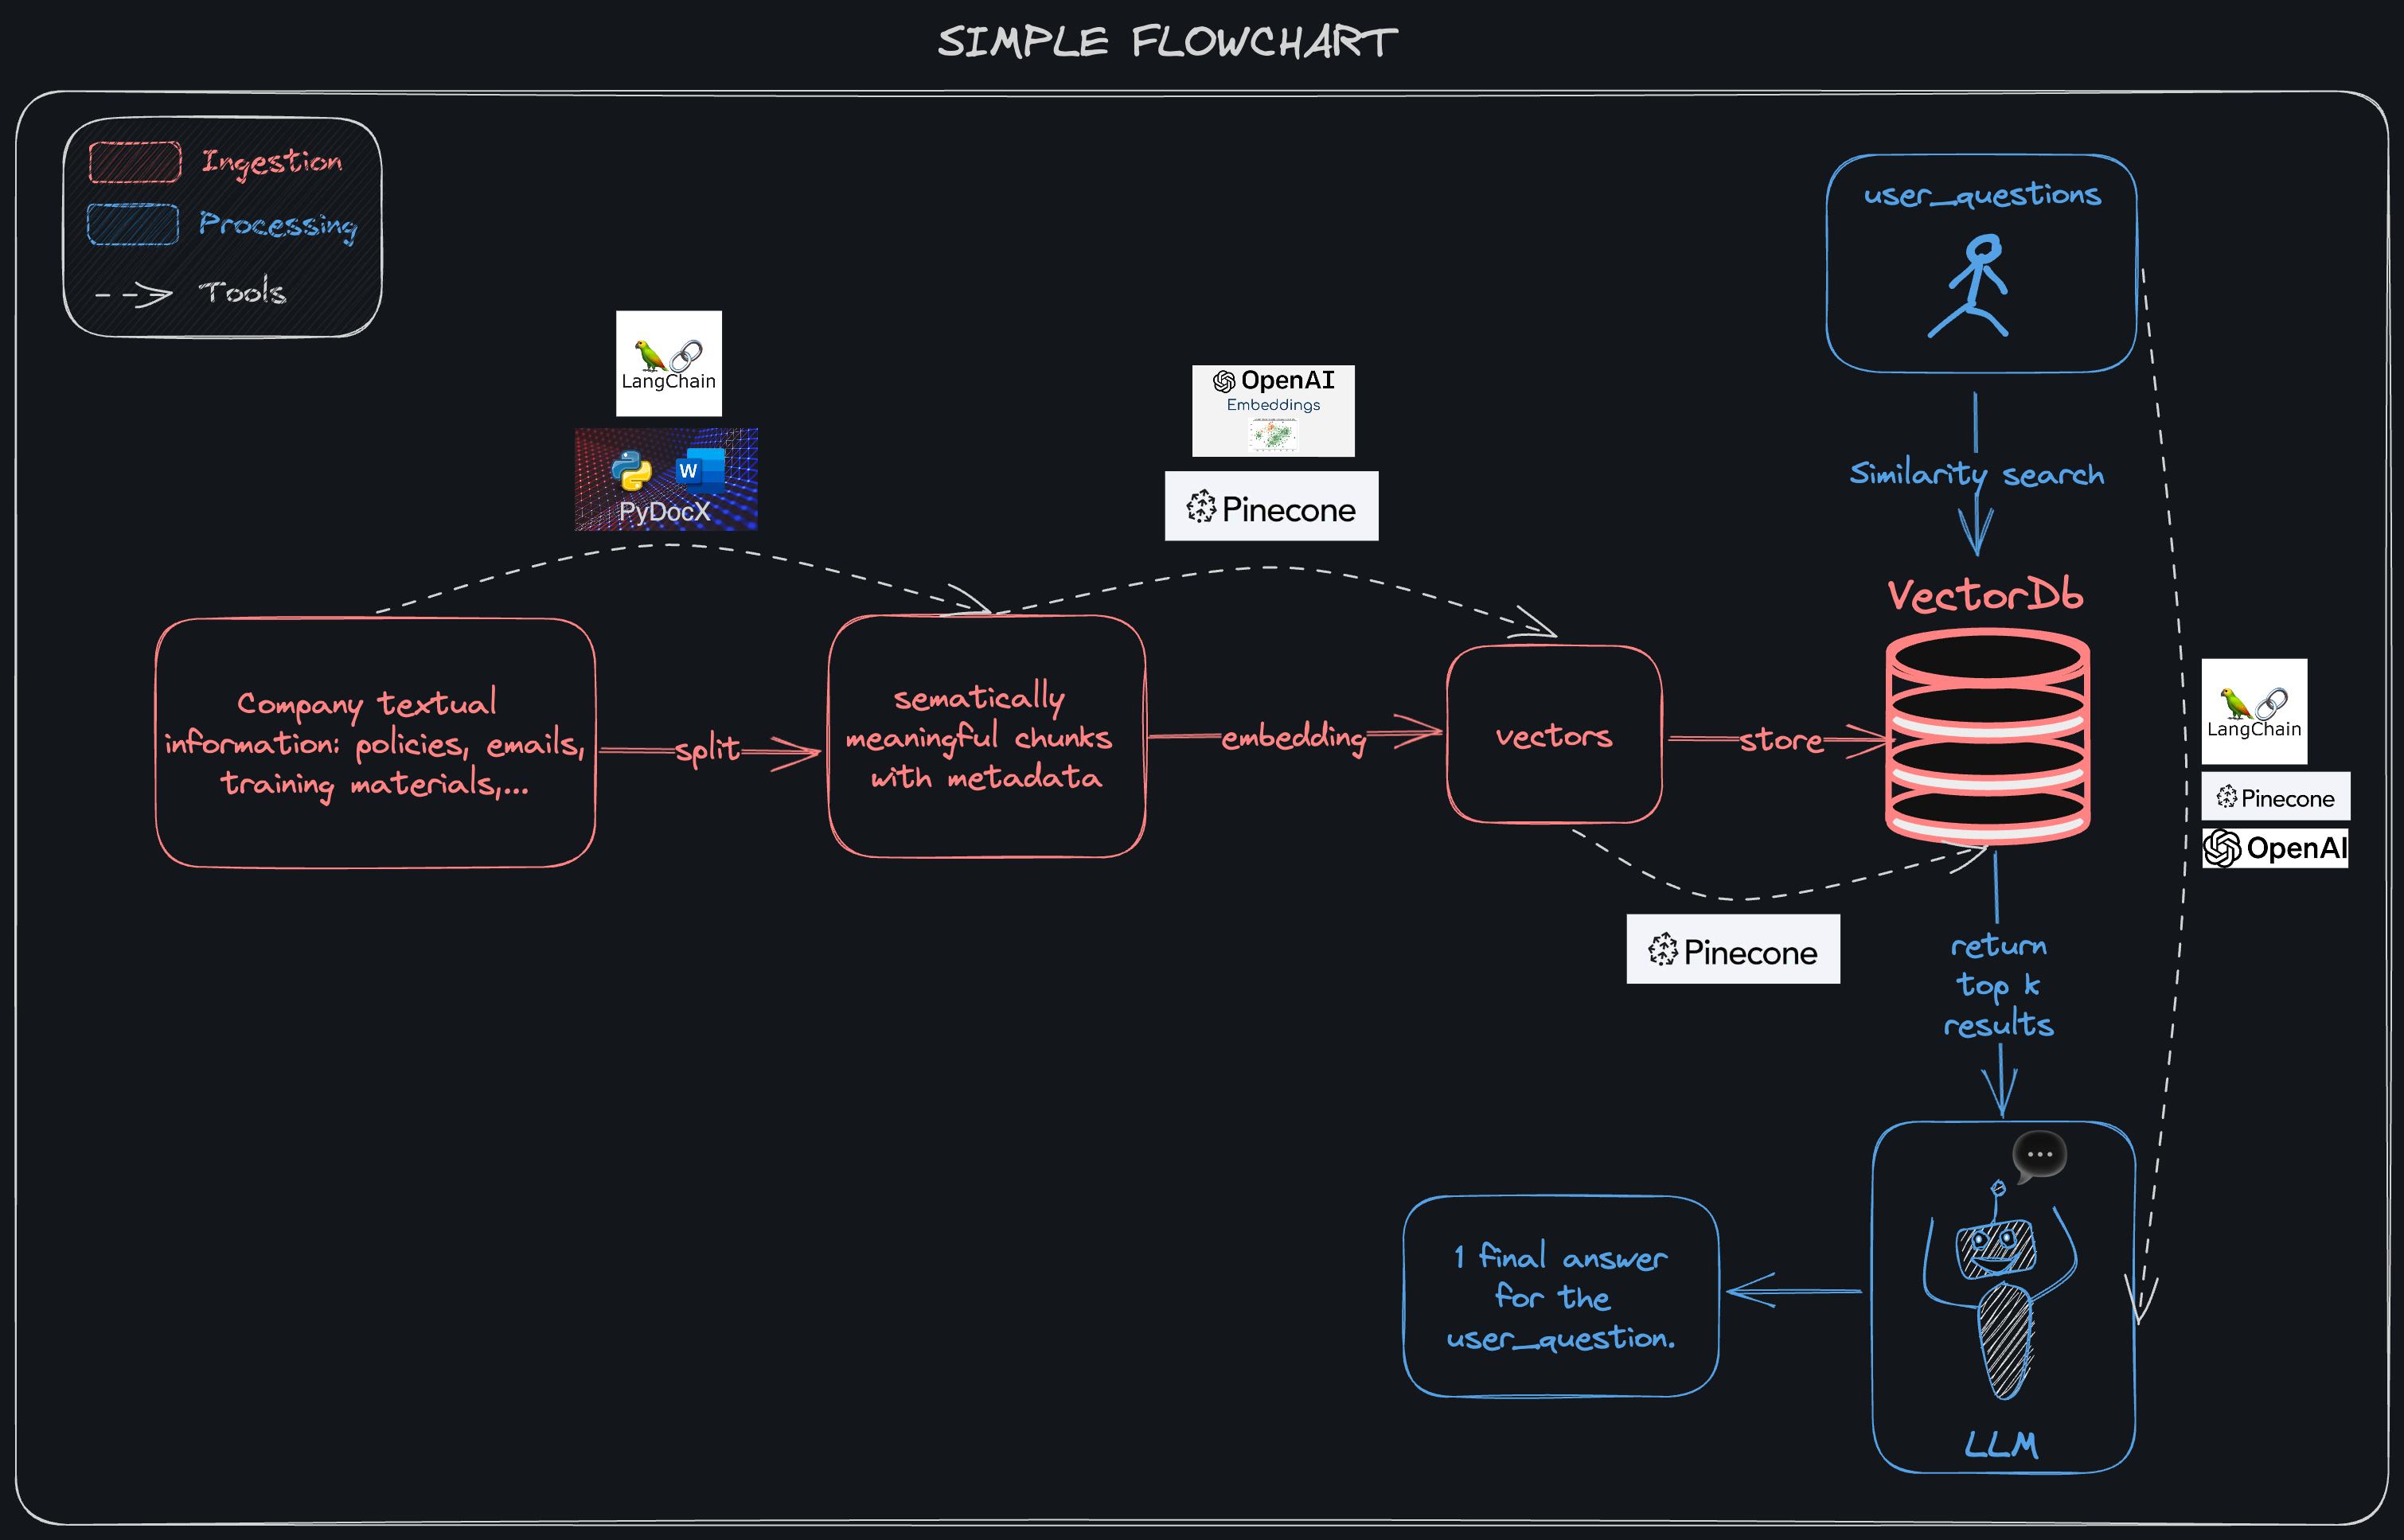 SIMPLE FLOWCHART
Ingestion
Processing
Tools
LangChain
W
PyDocX
OpenAI
Embeddings
Pinecone
user_questions
Similarity search
VectorDb
Company textual
information: policies, emails,
training materials,...
split
sematically
meaningful chunks
with metadata
embedding
vectors
store
LangChain
Pinecone
OpenAI
Pinecone
return
top k
results
1 final answer
for the
user_question.
LLM